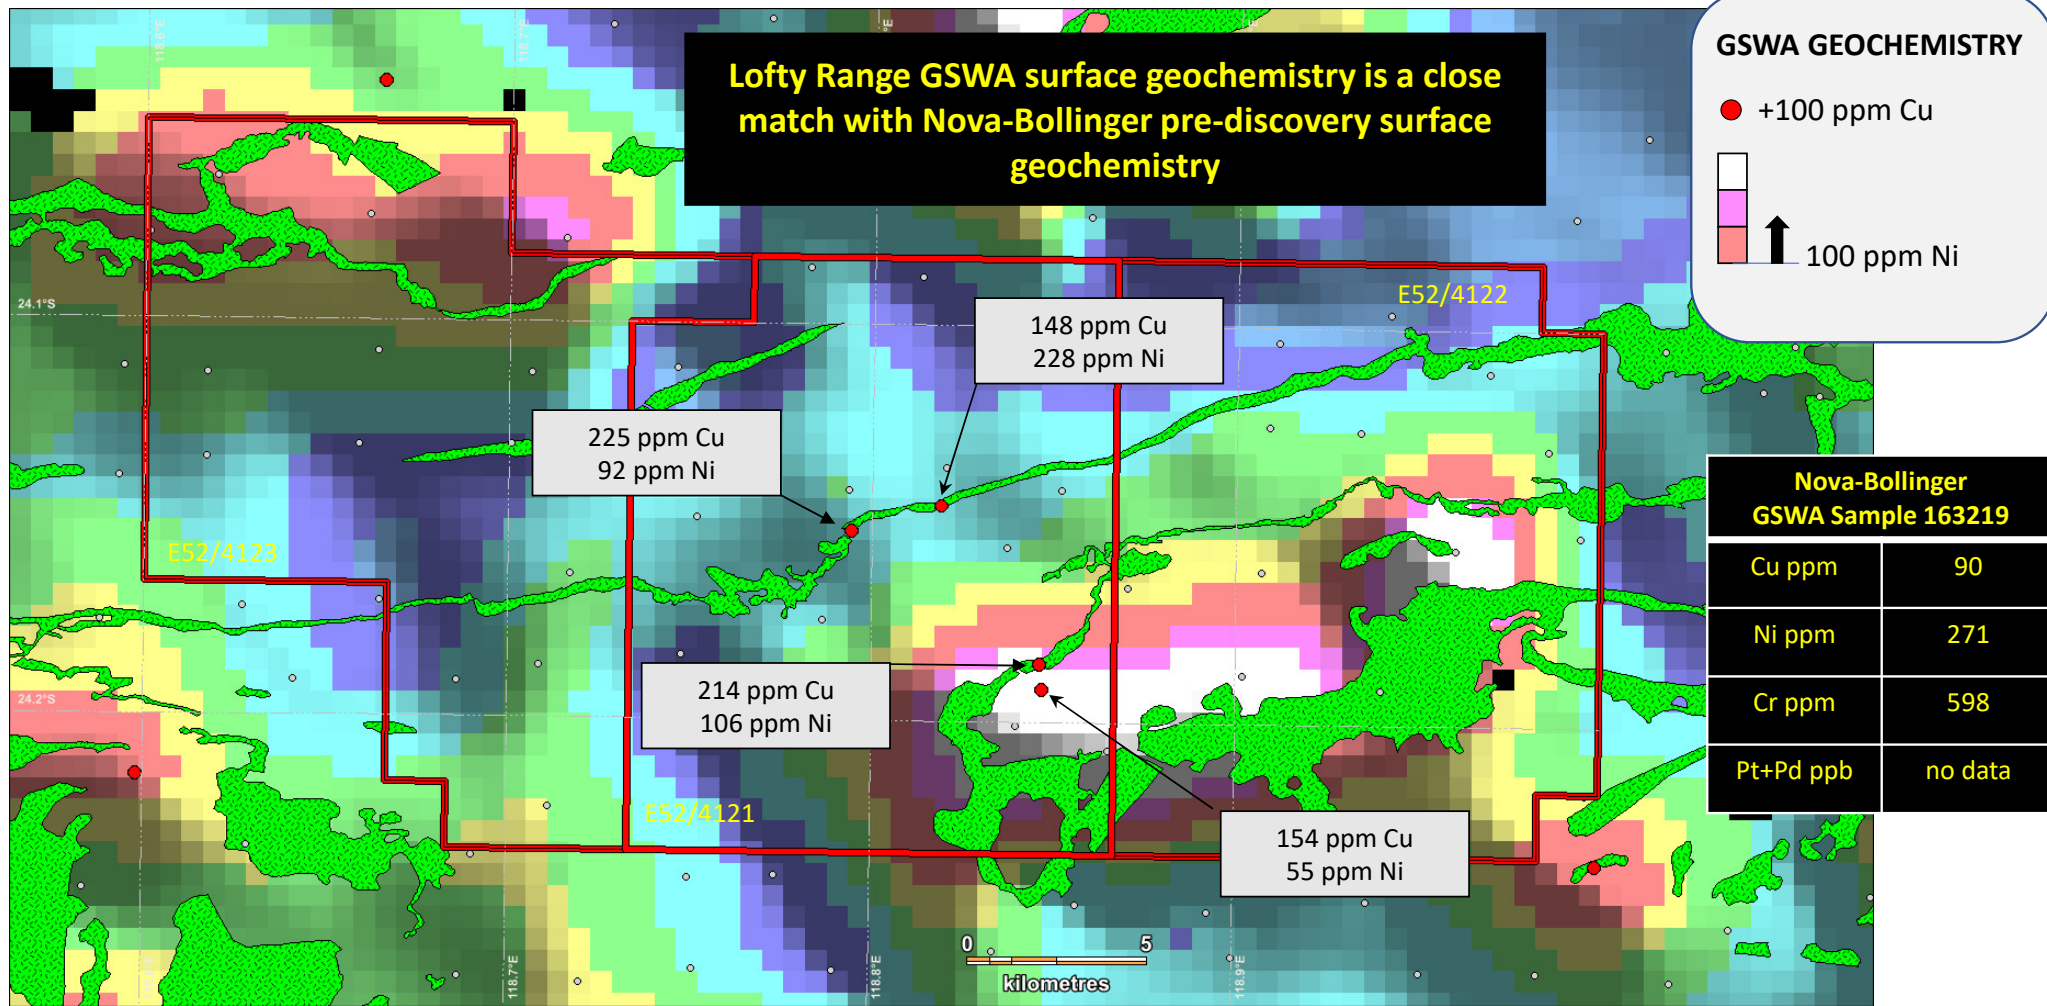 Lofty Range GSWA surface geochemistry is a close
match with Nova-Bollinger pre-discovery surface
geochemistry
GSWA GEOCHEMISTRY
+100 ppm Cu
100 ppm Ni
118.6°E
118.7°E
24.1°S
E52/4122
148 ppm Cu
228 ppm Ni
225 ppm Cu
92 ppm Ni
E52/4123
Nova-Bollinger
GSWA Sample 163219
Cu ppm 90
Ni ppm 271
Cr ppm 598
Pt+Pd ppb no data
24.2°S
214 ppm Cu
106 ppm Ni
E52/4121
154 ppm Cu
55 ppm Ni
0 5
kilometres
118.7°E
118.8°E
118.9°E